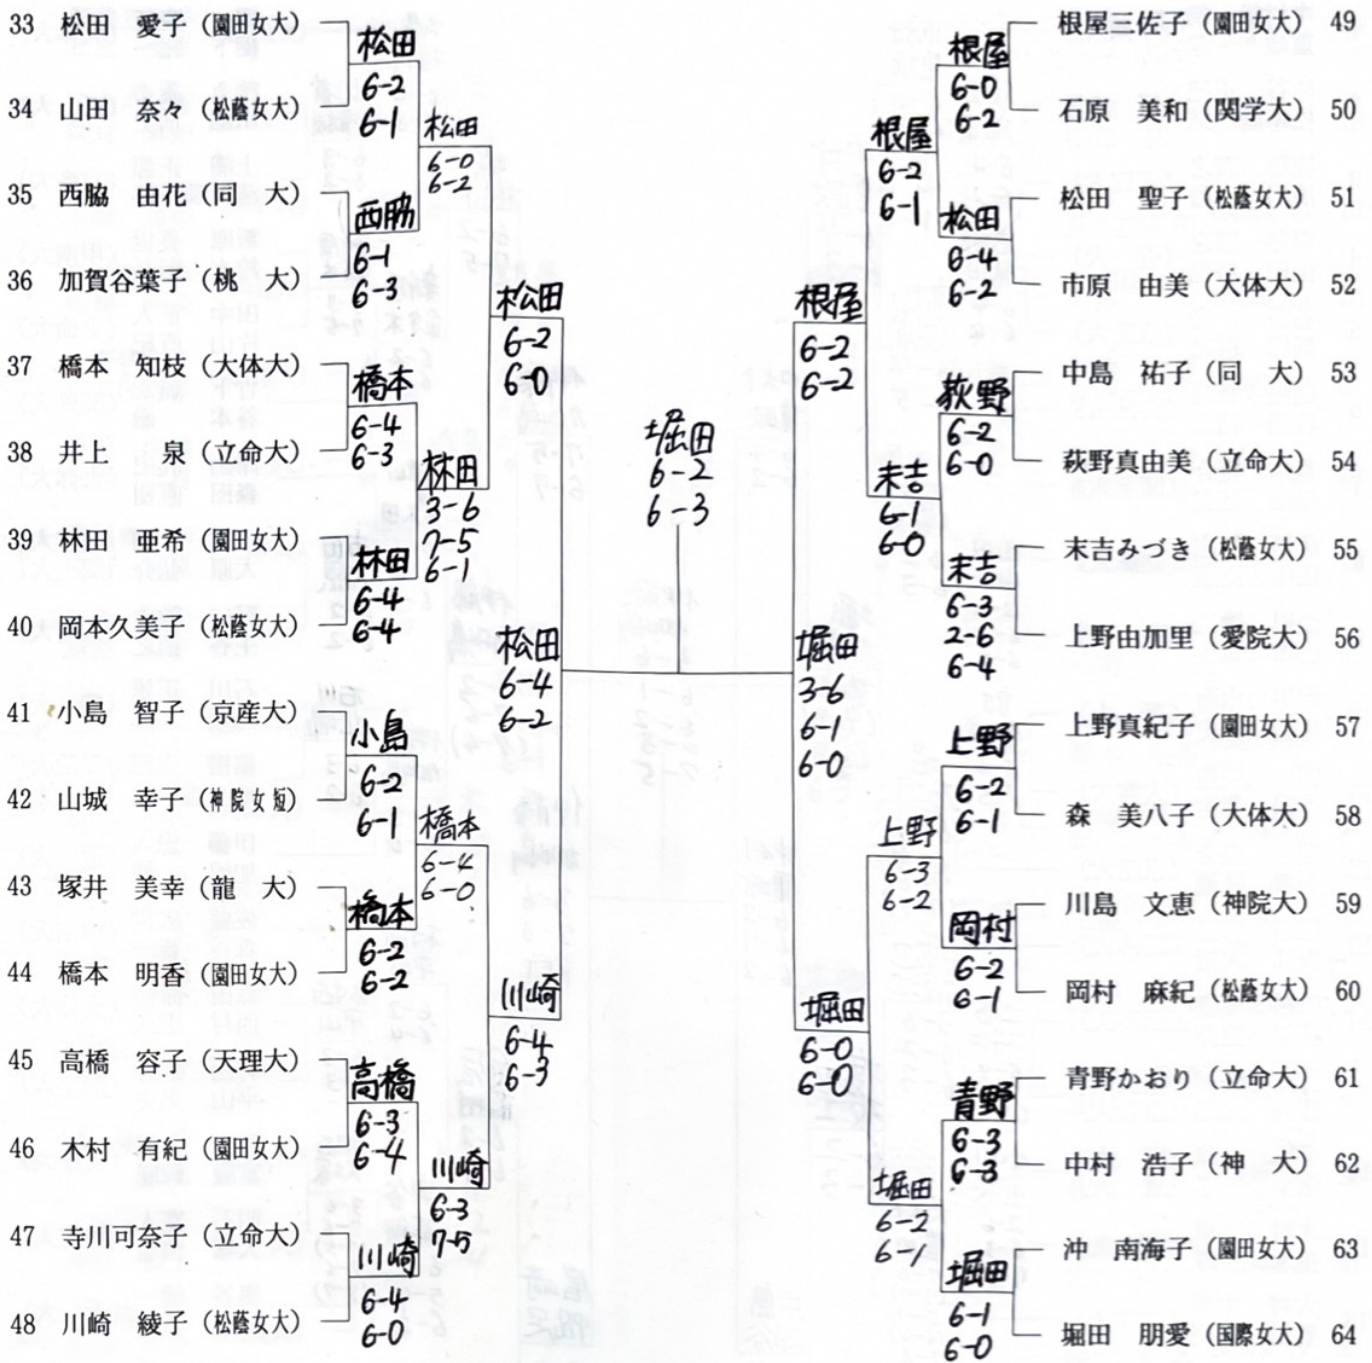 33 松田 愛子 (園田女大)
34 山田 奈々 (松蔭女大)
35 西脇 由花 (同 大)
36 加賀谷葉子 (桃 大)
37 橋本 知枝 (大体大)
38 井上 泉 (立命大)
39 林田 亜希 (園田女大)
40 岡本久美子 (松蔭女大)
41 小島 智子 (京産大)
42 山城 幸子 (神院女短)
43 塚井 美幸 (龍 大)
44 橋本 明香 (園田女大)
45 高橋 容子 (天理大)
46 木村 有紀 (園田女大)
47 寺川可奈子 (立命大)
48 川崎 綾子 (松蔭女大)
松田
6-2
6-1
西脇
6-1
6-3
橋本
6-4
6-3
林田
6-4
6-4
小島
6-2
6-1
橋本
6-2
6-2
高橋
6-3
6-4
川崎
6-4
6-0
松田
6-0
6-2
林田
3-6
7-5
6-1
橋本
6-4
6-0
川崎
6-3
7-5
松田
6-2
6-0
川崎
6-4
6-3
松田
6-4
6-2
堀田
6-2
6-3
堀田
3-6
6-1
6-0
根屋
6-2
6-2
堀田
6-0
6-0
根屋
6-2
6-1
末吉
6-1
6-0
上野
6-3
6-2
堀田
6-2
6-1
根屋
6-0
6-2
松田
6-4
6-2
荻野
6-2
6-0
末吉
6-3
2-6
6-4
上野
6-2
6-1
岡村
6-2
6-1
青野
6-3
6-3
堀田
6-1
6-0
根屋三佐子 (園田女大) 49
石原 美和 (関学大) 50
松田 聖子 (松蔭女大) 51
市原 由美 (大体大) 52
中島 祐子 (同 大) 53
萩野真由美 (立命大) 54
末吉みづき (松蔭女大) 55
上野由加里 (愛院大) 56
上野真紀子 (園田女大) 57
森 美八子 (大体大) 58
川島 文恵 (神院大) 59
岡村 麻紀 (松蔭女大) 60
青野かおり (立命大) 61
中村 浩子 (神 大) 62
沖 南海子 (園田女大) 63
堀田 朋愛 (国際女大) 64